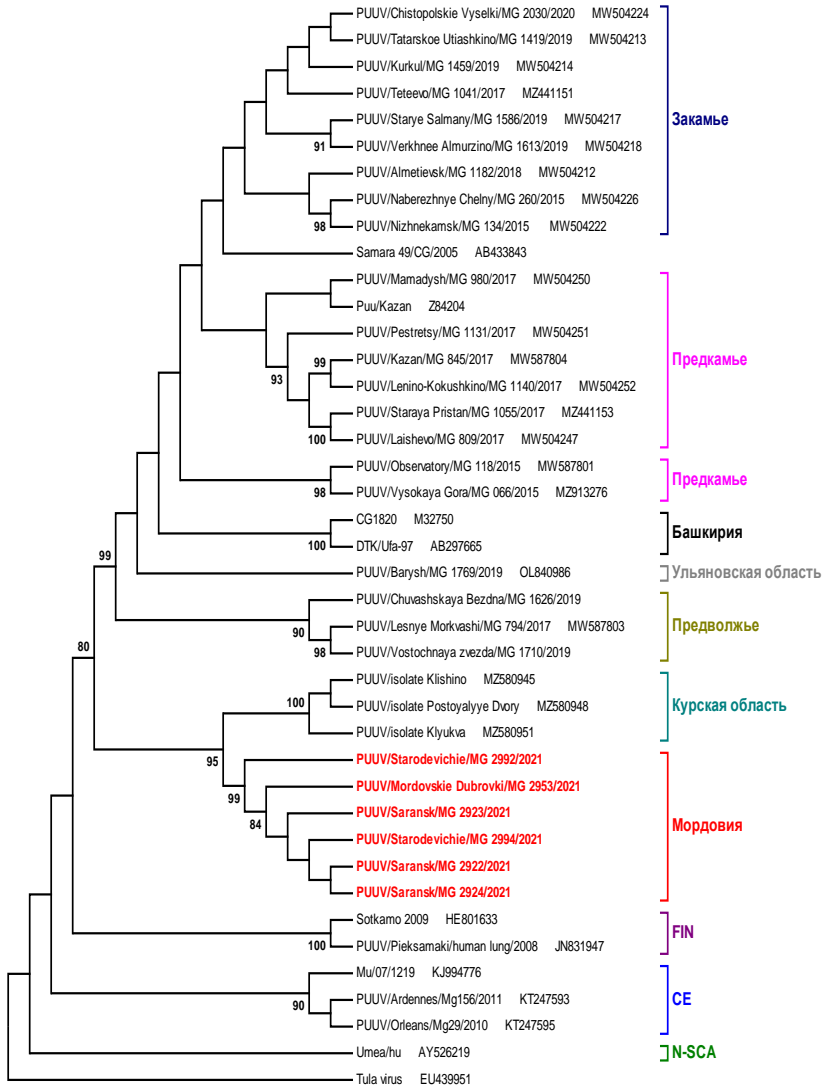 PUUV/Chistopolskie Vyselki/MG 2030/2020 MW504224
PUUV/Tatarskoe Utiashkino/MG 1419/2019 MW504213
PUUV/Kurkul/MG 1459/2019 MW504214
PUUV/Teteevo/MG 1041/2017 MZ441151
PUUV/Starye Salmany/MG 1586/2019 MW504217
Закамье
91
PUUV/Verkhnee Almurzino/MG 1613/2019 MW504218
PUUV/Almetievsk/MG 1182/2018 MW504212
PUUV/Naberezhnye Chelny/MG 260/2015 MW504226
98
PUUV/Nizhnekamsk/MG 134/2015 MW504222
Samara 49/CG/2005 AB433843
PUUV/Mamadysh/MG 980/2017 MW504250
Puu/Kazan Z84204
PUUV/Pestretsy/MG 1131/2017 MW504251
99
PUUV/Kazan/MG 845/2017 MW587804
Предкамье
93
PUUV/Lenino-Kokushkino/MG 1140/2017 MW504252
PUUV/Staraya Pristan/MG 1055/2017 MZ441153
100
PUUV/Laishevo/MG 809/2017 MW504247
PUUV/Observatory/MG 118/2015 MW587801
Предкамье
98
PUUV/Vysokaya Gora/MG 066/2015 MZ913276
CG1820 M32750
Башкирия
100
DTK/Ufa-97 AB297665
99
PUUV/Barysh/MG 1769/2019 OL840986
Ульяновская область
PUUV/Chuvashskaya Bezdna/MG 1626/2019
90
PUUV/Lesnye Morkvashi/MG 794/2017 MW587803
Предволжье
80
98
PUUV/Vostochnaya zvezda/MG 1710/2019
PUUV/isolate Klishino MZ580945
100
PUUV/isolate Postoyalyye Dvory MZ580948
Курская область
PUUV/isolate Klyukva MZ580951
95
PUUV/Starodevichie/MG 2992/2021
99
PUUV/Mordovskie Dubrovki/MG 2953/2021
84
PUUV/Saransk/MG 2923/2021
Мордовия
PUUV/Starodevichie/MG 2994/2021
PUUV/Saransk/MG 2922/2021
PUUV/Saransk/MG 2924/2021
Sotkamo 2009 HE801633
FIN
100
PUUV/Pieksamaki/human lung/2008 JN831947
Mu/07/1219 KJ994776
90
PUUV/Ardennes/Mg156/2011 KT247593
CE
PUUV/Orleans/Mg29/2010 KT247595
Umea/hu AY526219
N-SCA
Tula virus EU439951